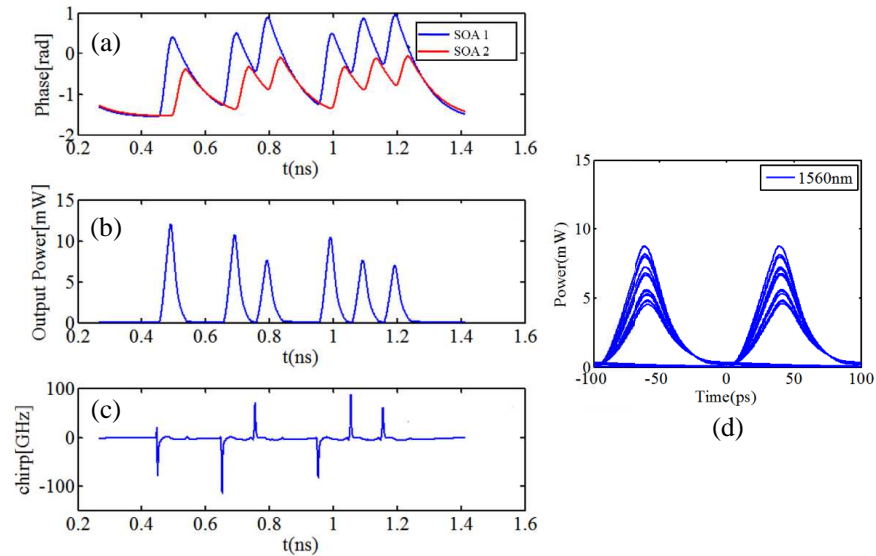 (a)
Phase[rad]
1
0
-1
-2
SOA 1
SOA 2
0.2 0.4 0.6 0.8 1 1.2 1.4 1.6
t(ns)
(b)
Output Power[mW]
15
10
5
0
0.2 0.4 0.6 0.8 1 1.2 1.4 1.6
t(ns)
(c)
chirp[GHz]
100
0
-100
0.2 0.4 0.6 0.8 1 1.2 1.4 1.6
t(ns)
1560nm
Power(mW)
15
10
5
0
-100 -50 0 50 100
Time(ps)
(d)